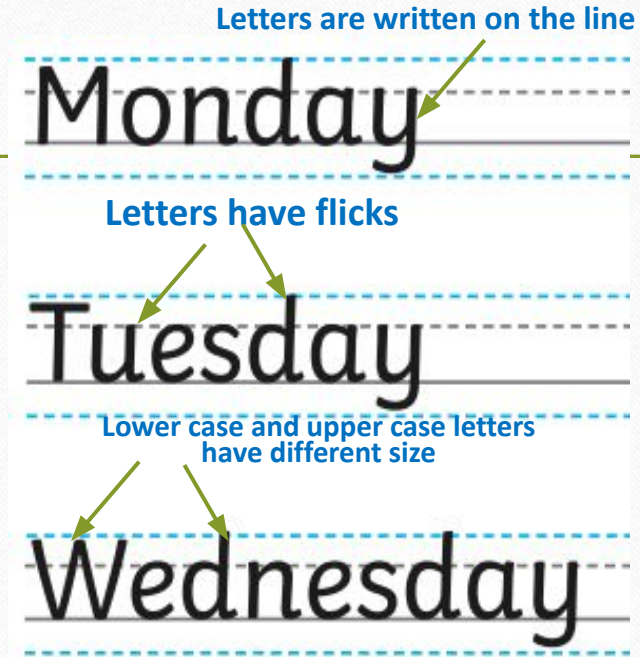 Letters are written on the line
Monday
Letters have flicks
Tuesday
Lower case and upper case letters
have different size
Wednesday